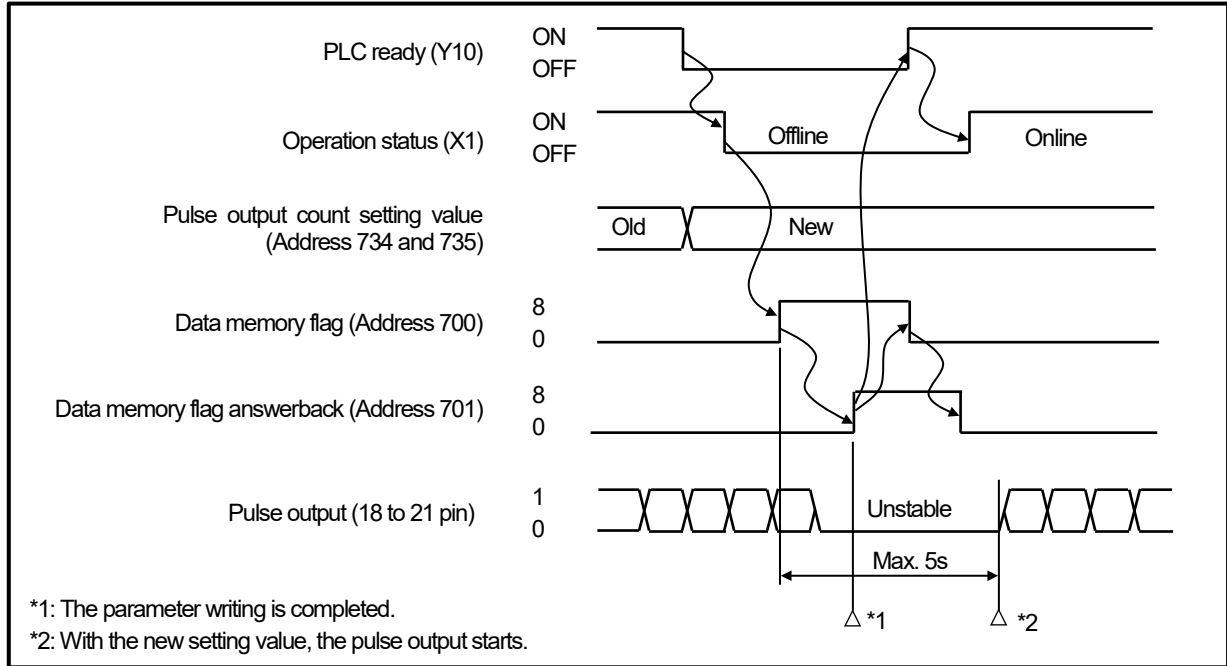 PLC ready (Y10)
ON
OFF
Operation status (X1)
ON
OFF
Offline
Online
Pulse output count setting value
(Address 734 and 735)
Old
New
Data memory flag (Address 700)
8
0
Data memory flag answerback (Address 701)
8
0
Pulse output (18 to 21 pin)
1
0
Unstable
Max. 5s
*1
*2
*1: The parameter writing is completed.
*2: With the new setting value, the pulse output starts.